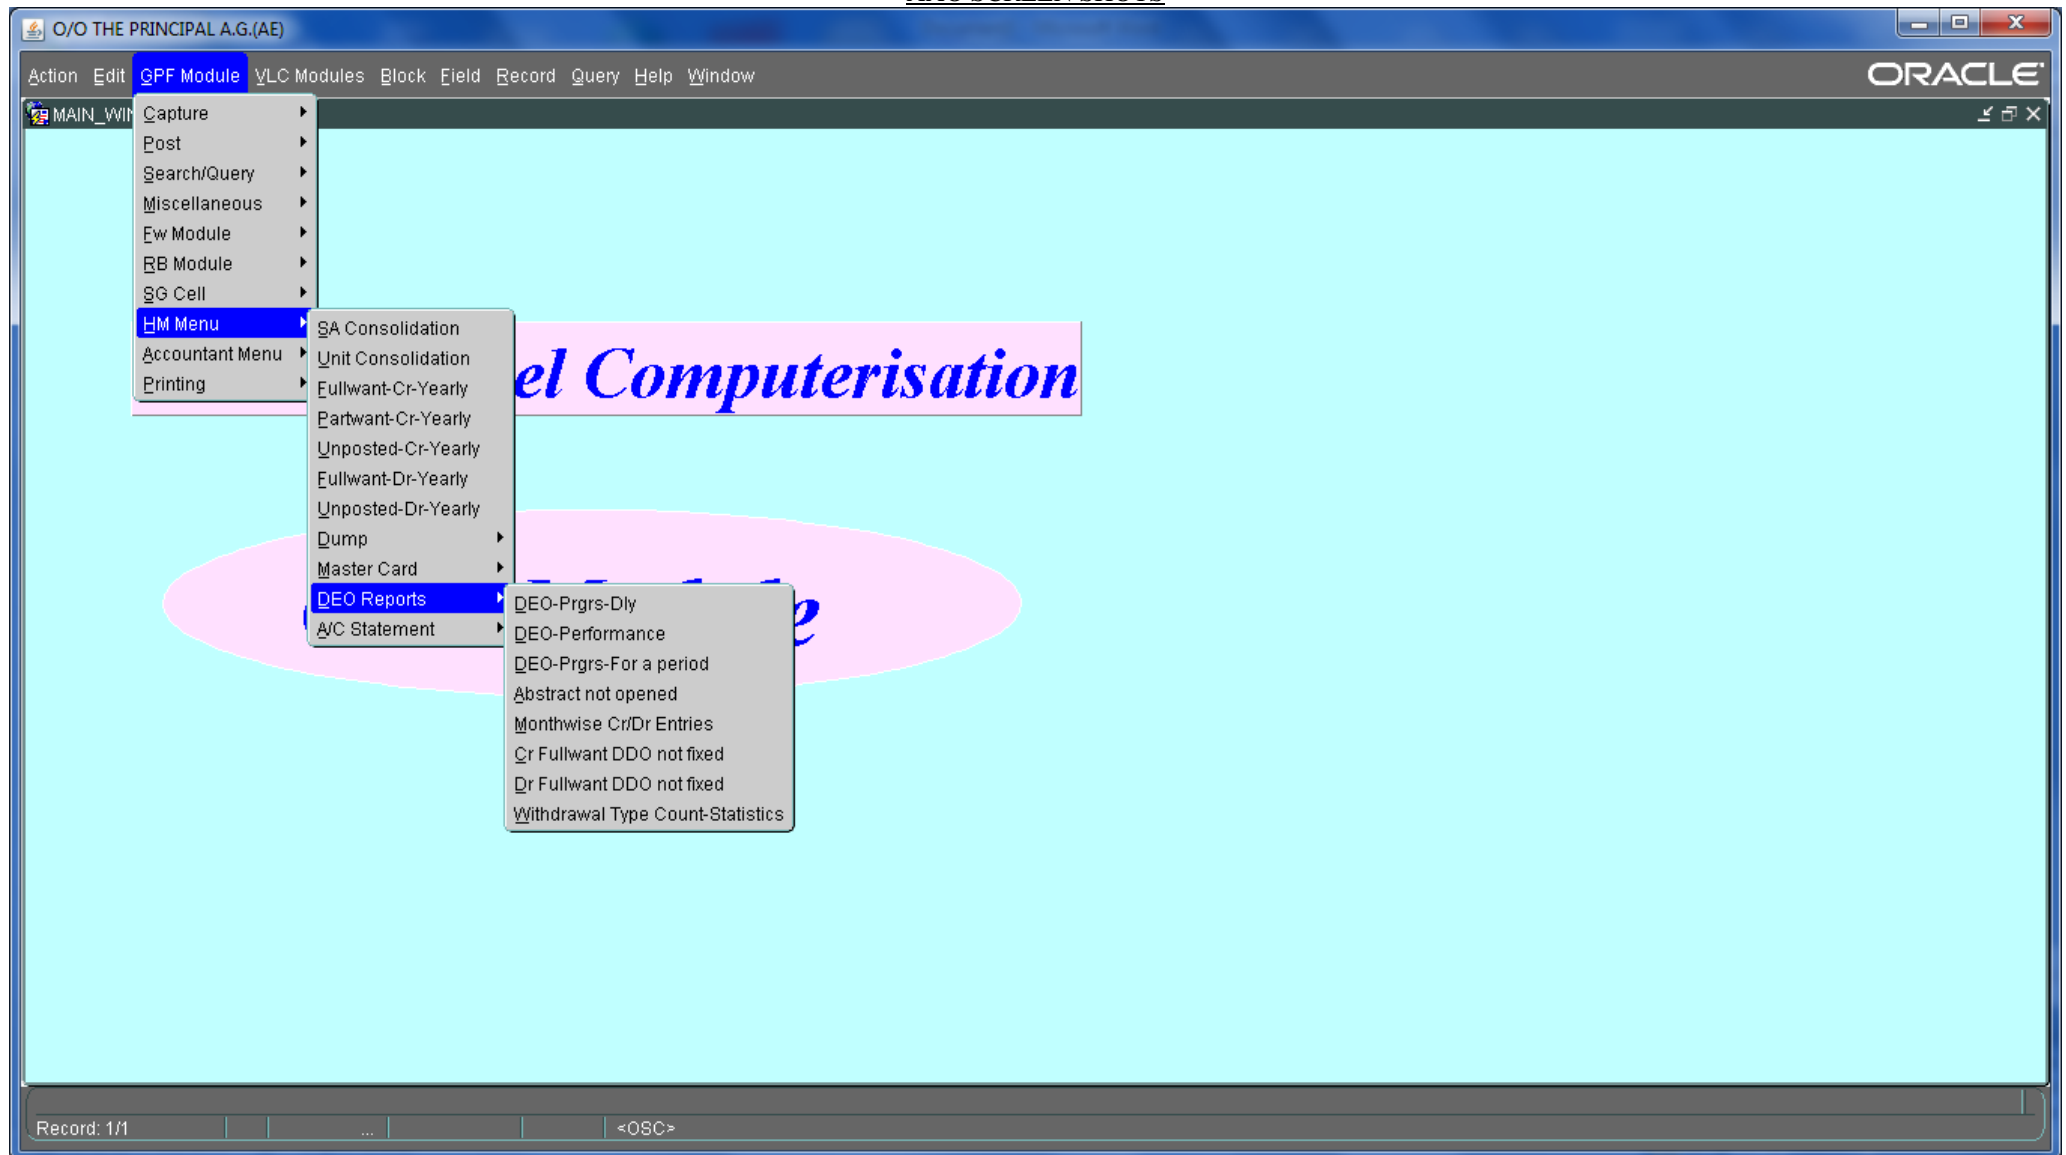 O/O THE PRINCIPAL A.G.(AE)
Action Edit GPF Module VLC Modules Block Field Record Query Help Window
ORACLE
MAIN_WIN
Capture
Post
Search/Query
Miscellaneous
Fw Module
RB Module
SG Cell
HM Menu
Accountant Menu
Printing
SA Consolidation
Unit Consolidation
Fullwant-Cr-Yearly
Partwant-Cr-Yearly
Unposted-Cr-Yearly
Fullwant-Dr-Yearly
Unposted-Dr-Yearly
Dump
Master Card
DEO Reports
A/C Statement
el Computerisation
DEO-Prgrs-Dly
DEO-Performance
DEO-Prgrs-For a period
Abstract not opened
Monthwise Cr/Dr Entries
Cr Fullwant DDO not fixed
Dr Fullwant DDO not fixed
Withdrawal Type Count-Statistics
Record: 1/1 ... <OSC>